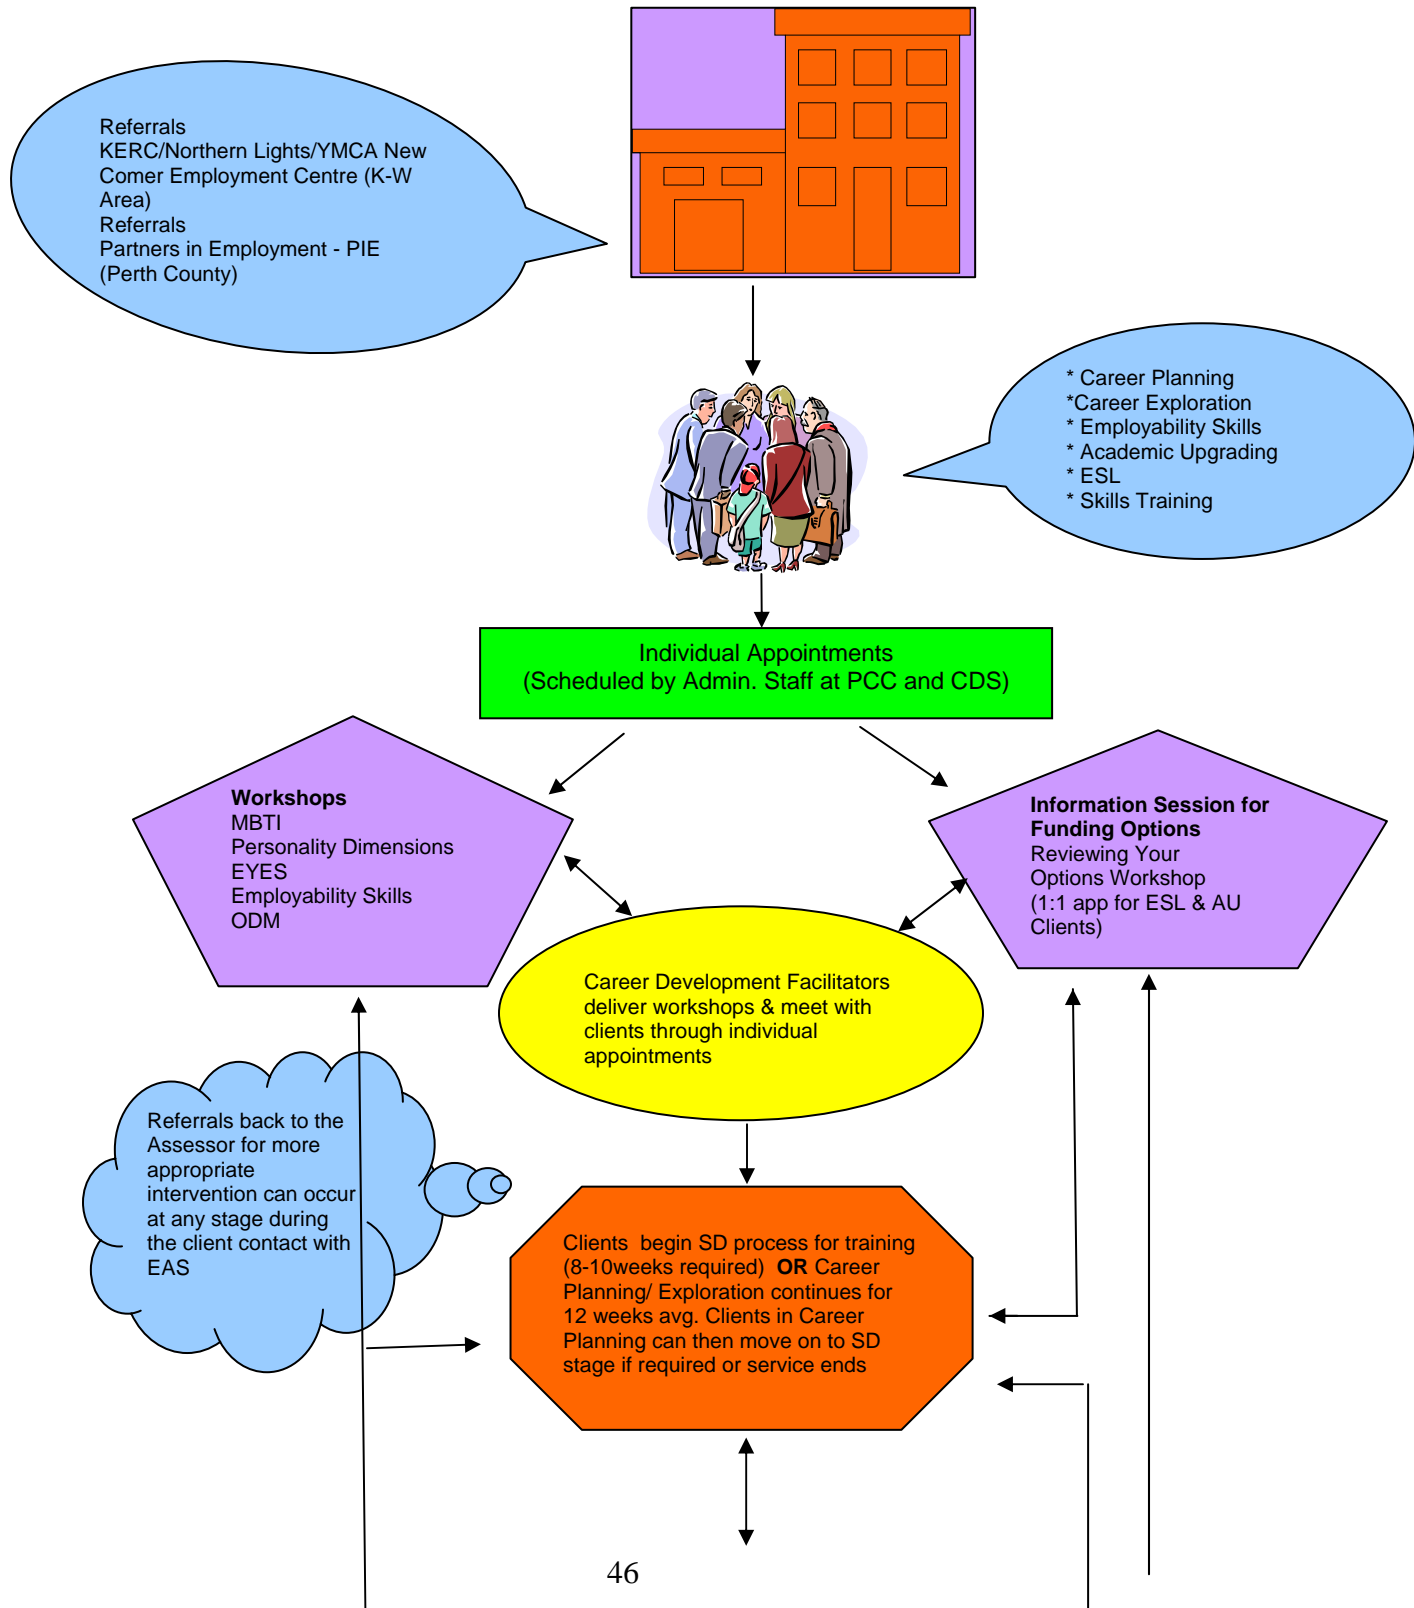 Referrals
KERC/Northern Lights/YMCA New
Comer Employment Centre (K-W
Area)
Referrals
Partners in Employment - PIE
(Perth County)
* Career Planning
*Career Exploration
* Employability Skills
* Academic Upgrading
* ESL
* Skills Training
Individual Appointments
(Scheduled by Admin. Staff at PCC and CDS)
Workshops
MBTI
Personality Dimensions
EYES
Employability Skills
ODM
Information Session for
Funding Options
Reviewing Your
Options Workshop
(1:1 app for ESL & AU
Clients)
Career Development Facilitators
deliver workshops & meet with
clients through individual
appointments
Referrals back to the
Assessor for more
appropriate
intervention can occur
at any stage during
the client contact with
EAS
Clients  begin SD process for training
(8-10weeks required)  OR Career
Planning/ Exploration continues for
12 weeks avg. Clients in Career
Planning can then move on to SD
stage if required or service ends
46